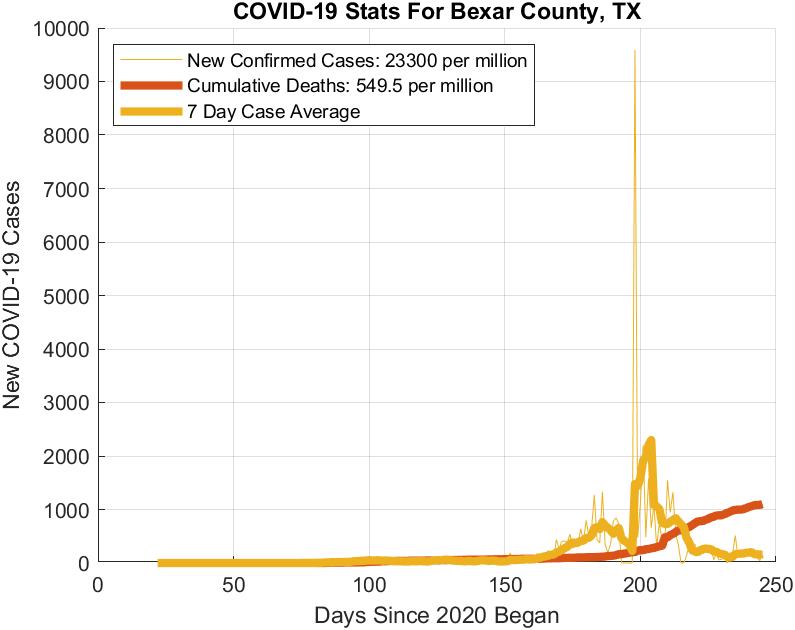 COVID-19 Stats For Bexar County, TX
New Confirmed Cases: 23300 per million
Cumulative Deaths: 549.5 per million
7 Day Case Average
New COVID-19 Cases
10000
9000
8000
7000
6000
5000
4000
3000
2000
1000
0
0 50 100 150 200 250
Days Since 2020 Began